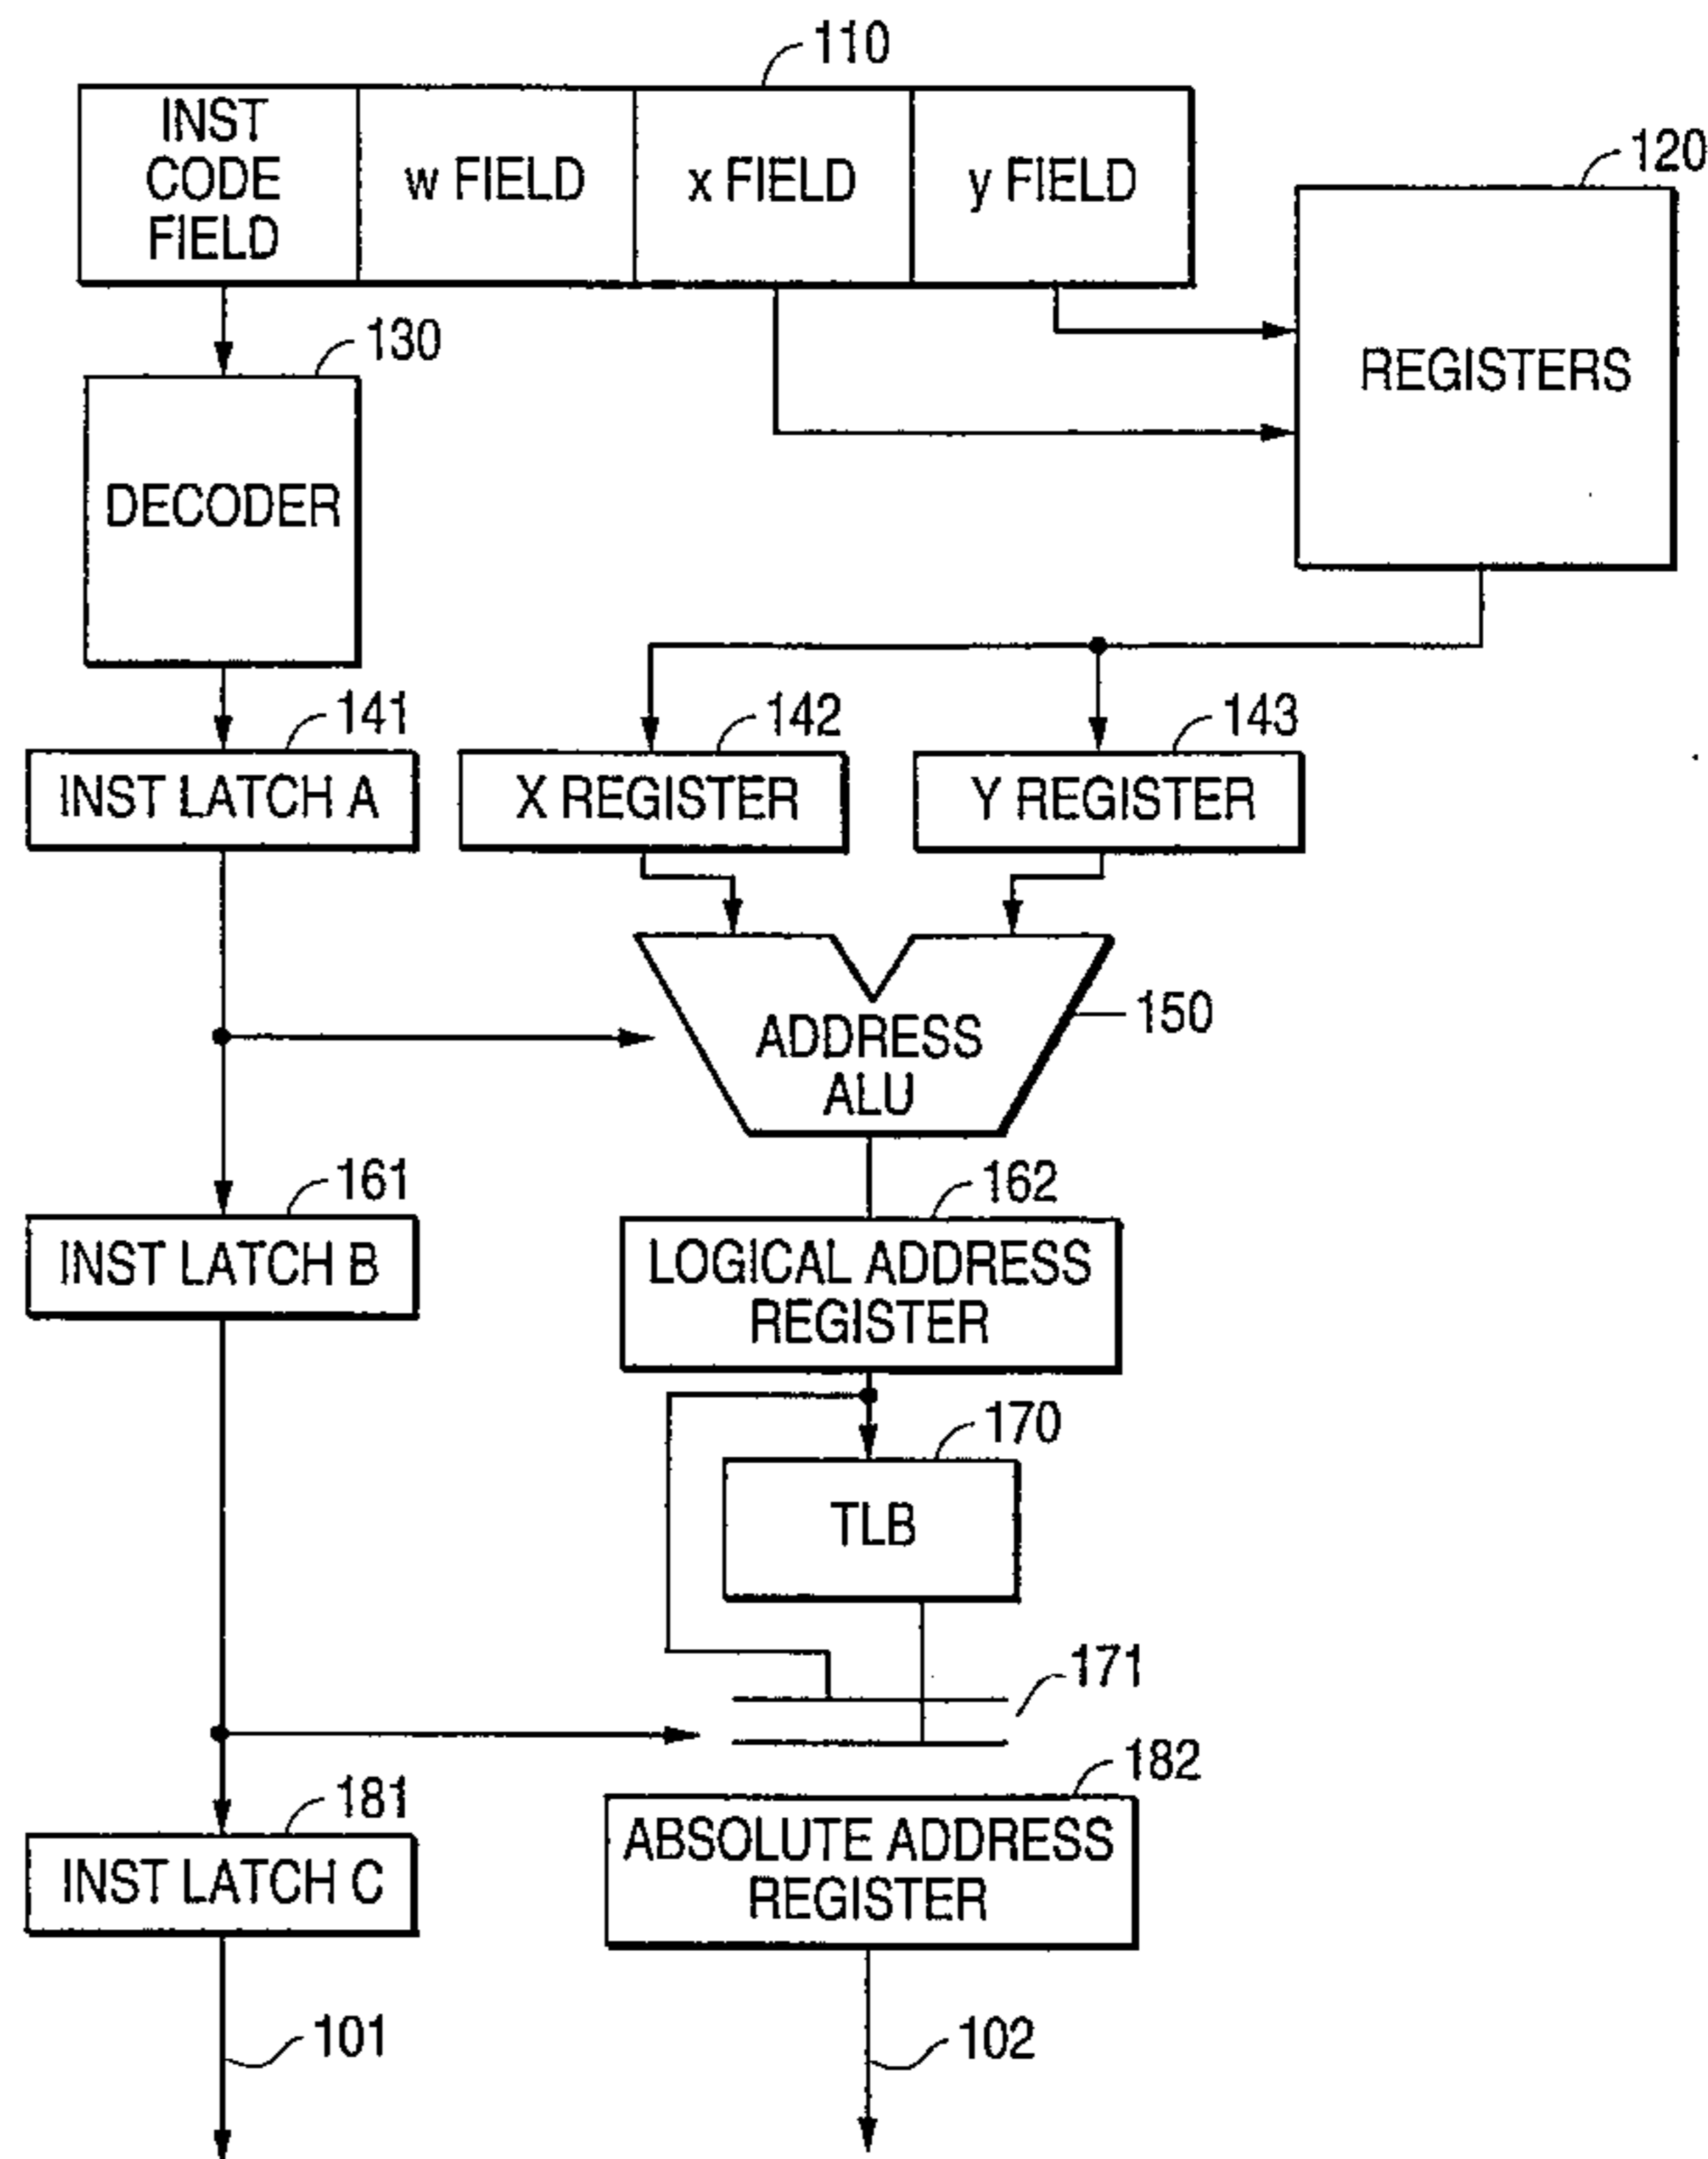 110
INST
CODE
FIELD
w FIELD
x FIELD
y FIELD
120
REGISTERS
130
DECODER
141
INST LATCH A
142
X REGISTER
143
Y REGISTER
150
ADDRESS
ALU
161
INST LATCH B
162
LOGICAL ADDRESS
REGISTER
170
TLB
171
181
INST LATCH C
182
ABSOLUTE ADDRESS
REGISTER
101
102